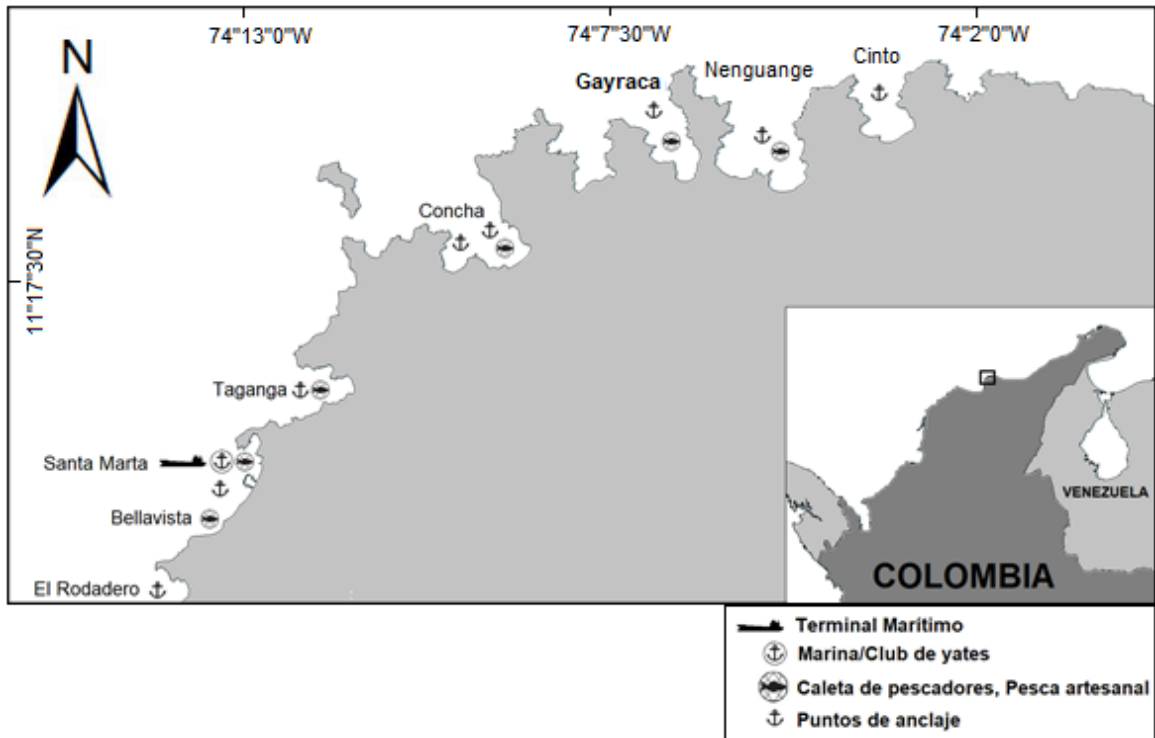 74°13'0"W
74°7'30"W
74°2'0"W
N
Cinto
Nenguange
Gayraca
Concha
11°17'30"N
Taganga
Santa Marta
Bellavista
El Rodadero
VENEZUELA
COLOMBIA
Terminal Marítimo
Marina/Club de yates
Caleta de pescadores, Pesca artesanal
Puntos de anclaje